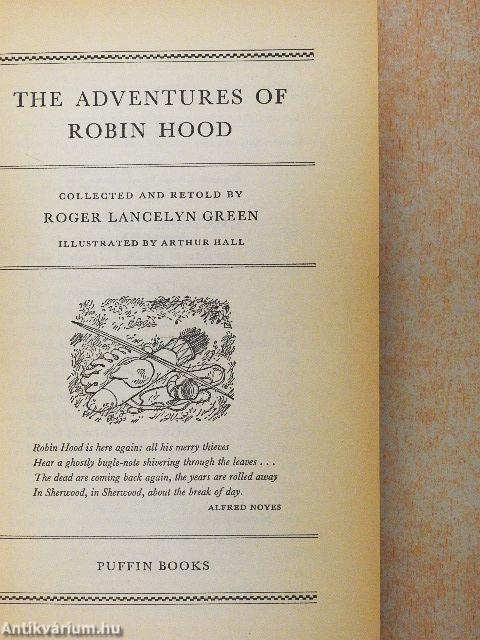 THE ADVENTURES OF
ROBIN HOOD
COLLECTED AND RETOLD BY
ROGER LANCELYN GREEN
ILLUSTRATED BY ARTHUR HALL
Robin Hood is here again: all his merry thieves
Hear a ghostly bugle-note shivering through the leaves . . .
The dead are coming back again, the years are rolled away
In Sherwood, in Sherwood, about the break of day.
ALFRED NOYES
PUFFIN BOOKS
Antikvárium.hu